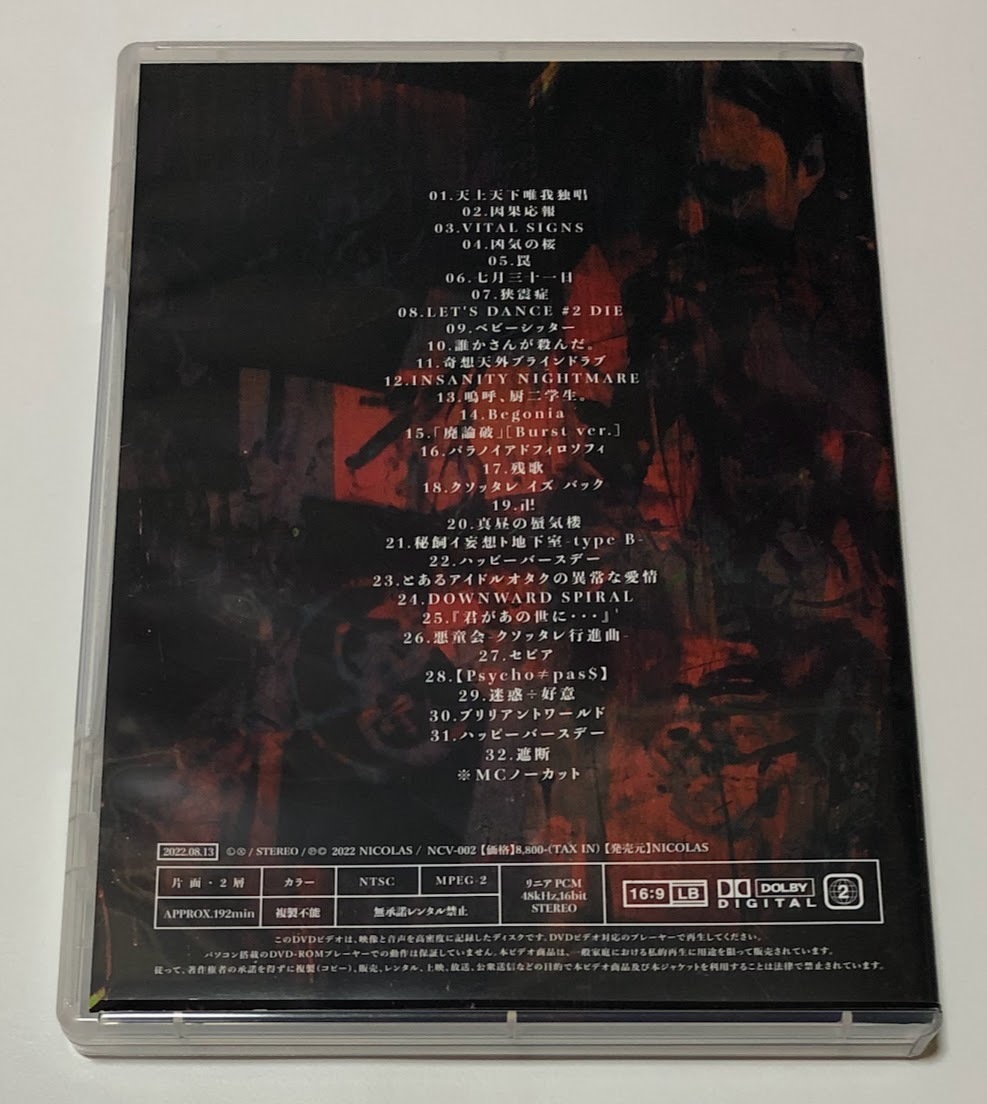 01.天上天下唯我独唱
02.因果応報
03.VITAL SIGNS
04.凶気の桜
05.罠
06.七月三十一日
07.狭震症
08.LET'S DANCE #2 DIE
09.ベビーシッター
10.誰かさんが殺んだ。
11.奇想天外ブラインドラブ
12.INSANITY NIGHTMARE
13.嗚呼、厨二学生。
14.Begonia
15.「廃論破」[Burst ver.]
16.パラノイアドフィロソフィ
17.残歌
18.クソッタレ イズ バック
19.卍
20.真昼の蜃気楼
21.秘飼イ妄想ト地下室-type B-
22.ハッピーバースデー
23.とあるアイドルオタクの異常な愛情
24.DOWNWARD SPIRAL
25.『君があの世に・・・』
26.悪童会-クソッタレ行進曲-
27.セピア
28.【Psycho≠pas$】
29.迷惑÷好意
30.ブリリアントワールド
31.ハッピーバースデー
32.遮断
※MCノーカット
2022.08.13 / STEREO / ℗© 2022 NICOLAS / NCV-002【価格】8,800-(TAX IN)【発売元】NICOLAS
片面・2層 カラー NTSC MPEG-2 リニアPCM 48kHz,16bit STEREO 16:9 LB DOLBY DIGITAL 2
APPROX.192min 複製不能 無承諾レンタル禁止
このDVDビデオは、映像と音声を高密度に記録したディスクです。DVDビデオ対応のプレーヤーで再生してください。
パソコン搭載のDVD-ROMプレーヤーでの動作は保証していません。本ビデオ商品は、一般家庭における私的再生に用途を限って販売されています。
従って、著作権者の承諾を得ずに複製(コピー)、販売、レンタル、上映、放送、公衆送信などの目的で本ビデオ商品及び本ジャケットを利用することは法律で禁止されています。